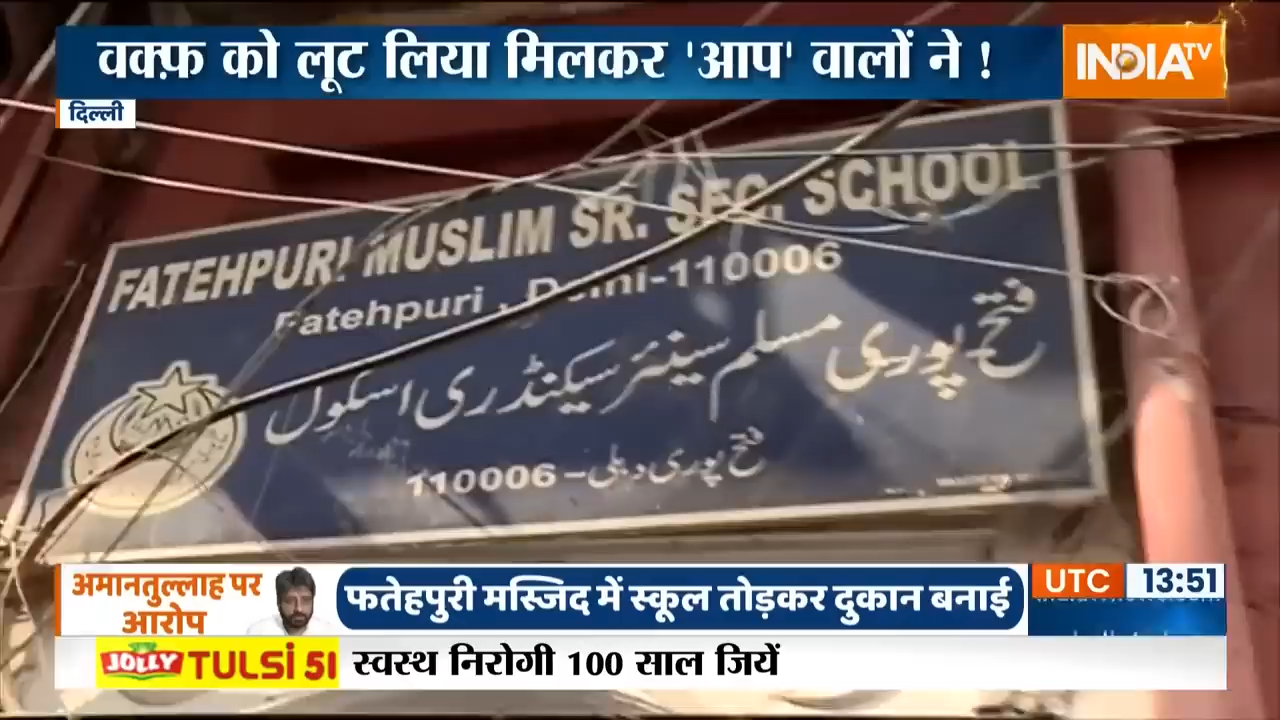 वक्फ़ को लूट लिया मिलकर 'आप' वालों ने !
INDIA TV
दिल्ली
FATEHPURI MUSLIM SR. SEC. SCHOOL
Fatehpuri, Delhi-110006
فتح پوری مسلم سینئر سیکنڈری اسکول
فتح پوری دہلی – 110006
अमानतुल्लाह पर
आरोप
फतेहपुरी मस्जिद में स्कूल तोड़कर दुकान बनाई
UTC 13:51
JOLLY TULSI 51
स्वस्थ निरोगी 100 साल जियें